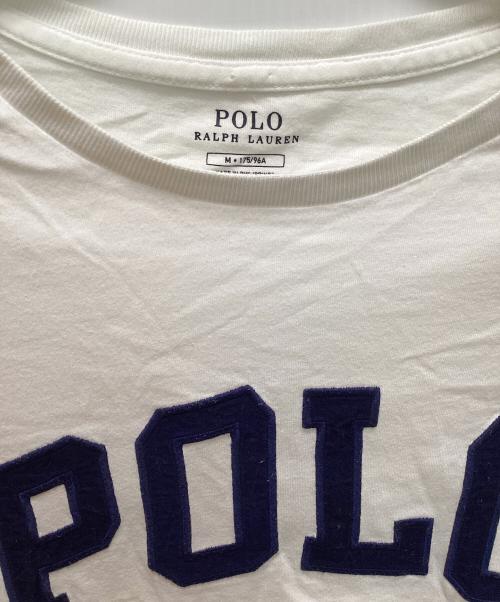 POLO
RALPH LAUREN
M • 175/96A
POLO